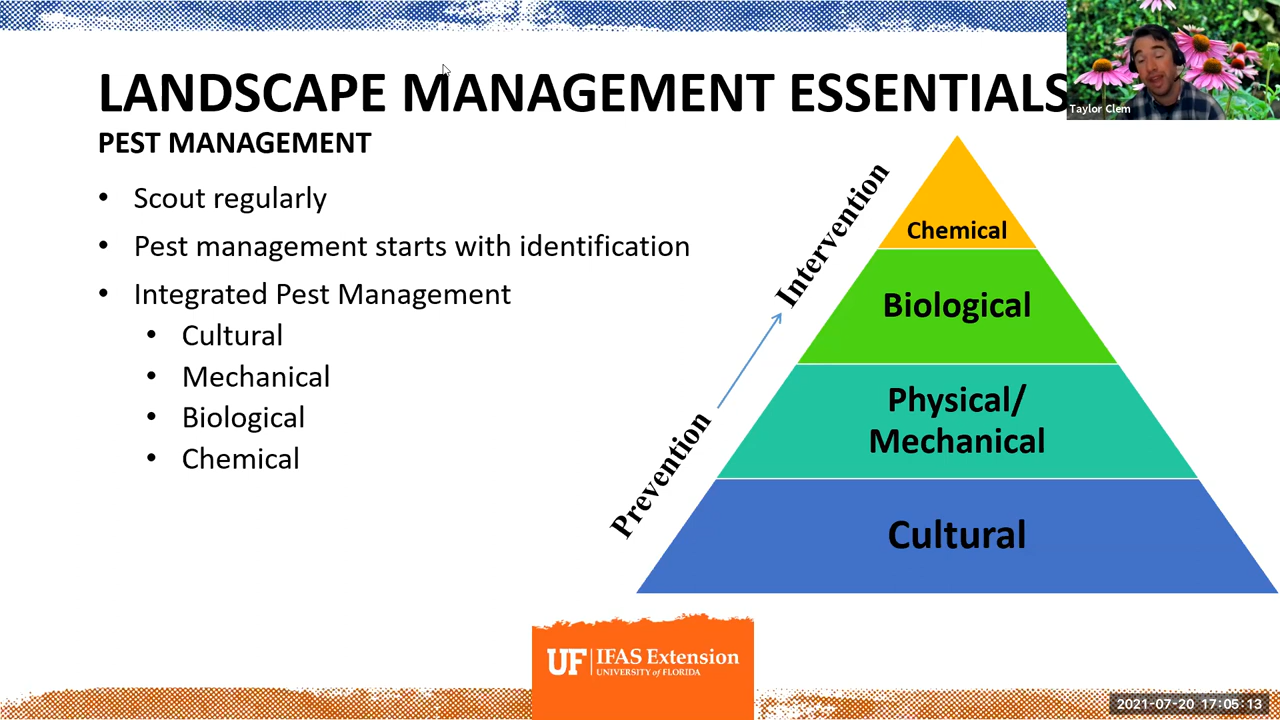 LANDSCAPE MANAGEMENT ESSENTIALS
Taylor Clem
PEST MANAGEMENT
• Scout regularly
• Pest management starts with identification
• Integrated Pest Management
• Cultural
• Mechanical
• Biological
• Chemical
Prevention
Intervention
Chemical
Biological
Physical/
Mechanical
Cultural
UF IFAS Extension
UNIVERSITY of FLORIDA
2021-07-20 17:05:13